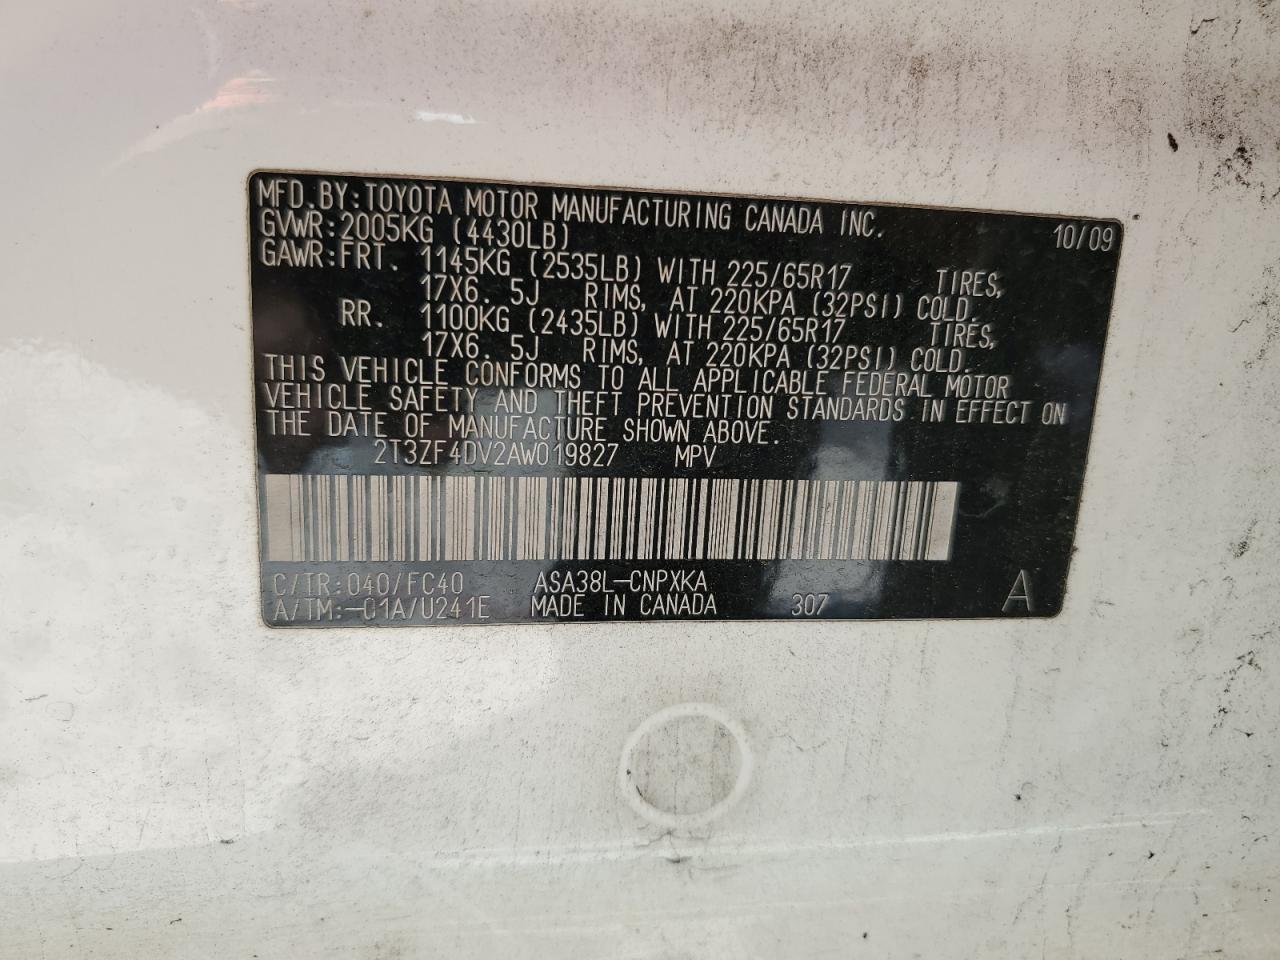 MFD.BY:TOYOTA MOTOR MANUFACTURING CANADA INC. 10/09
GVWR:2005KG (4430LB)
GAWR:FRT. 1145KG (2535LB) WITH 225/65R17 TIRES,
17X6. 5J RIMS, AT 220KPA (32PSI) COLD.
RR. 1100KG (2435LB) WITH 225/65R17 TIRES,
17X6. 5J RIMS, AT 220KPA (32PSI) COLD.
THIS VEHICLE CONFORMS TO ALL APPLICABLE FEDERAL MOTOR
VEHICLE SAFETY AND THEFT PREVENTION STANDARDS IN EFFECT ON
THE DATE OF MANUFACTURE SHOWN ABOVE.
2T3ZF4DV2AW019827 MPV
C/TR:040/FC40 ASA38L-CNPXKA
A/TM:-01A/U241E MADE IN CANADA 307 A